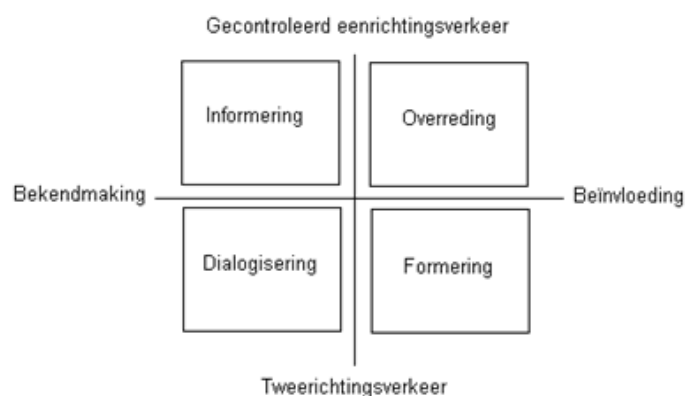 Gecontroleerd eenrichtingsverkeer
Informering
Overreding
Bekendmaking
Beïnvloeding
Dialogisering
Formering
Tweerichtingsverkeer